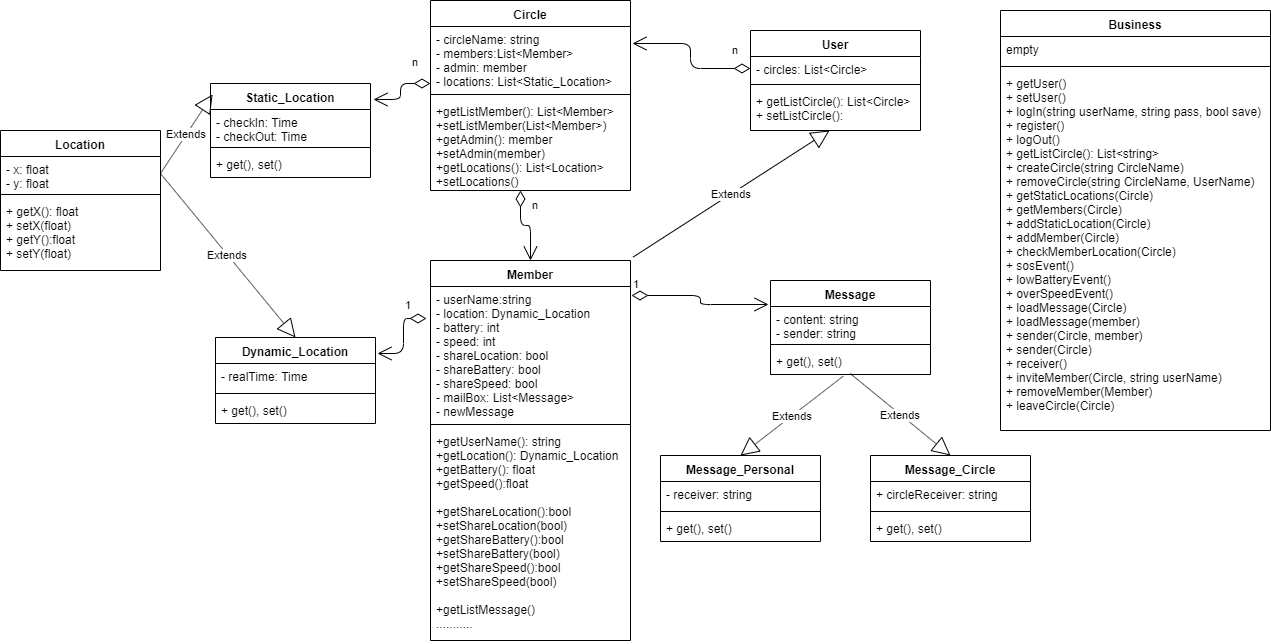 Circle
- circleName: string
- members:List<Member>
- admin: member
- locations: List<Static_Location>
+getListMember(): List<Member>
+setListMember(List<Member>)
+getAdmin(): member
+setAdmin(member)
+getLocations(): List<Location>
+setLocations()
n
n
n
User
- circles: List<Circle>
+ getListCircle(): List<Circle>
+ setListCircle():
Business
empty
+ getUser()
+ setUser()
+ logIn(string userName, string pass, bool save)
+ register()
+ logOut()
+ getListCircle(): List<string>
+ createCircle(string CircleName)
+ removeCircle(string CircleName, UserName)
+ getStaticLocations(Circle)
+ getMembers(Circle)
+ addStaticLocation(Circle)
+ addMember(Circle)
+ checkMemberLocation(Circle)
+ sosEvent()
+ lowBatteryEvent()
+ overSpeedEvent()
+ loadMessage(Circle)
+ loadMessage(member)
+ sender(Circle, member)
+ sender(Circle)
+ receiver()
+ inviteMember(Circle, string userName)
+ removeMember(Member)
+ leaveCircle(Circle)
Static_Location
- checkIn: Time
- checkOut: Time
+ get(), set()
Extends
Location
- x: float
- y: float
+ getX(): float
+ setX(float)
+ getY():float
+ setY(float)
Extends
Extends
Dynamic_Location
- realTime: Time
+ get(), set()
1
Member
- userName:string
- location: Dynamic_Location
- battery: int
- speed: int
- shareLocation: bool
- shareBattery: bool
- shareSpeed: bool
- mailBox: List<Message>
- newMessage
+getUserName(): string
+getLocation(): Dynamic_Location
+getBattery(): float
+getSpeed():float
+getShareLocation():bool
+setShareLocation(bool)
+getShareBattery():bool
+setShareBattery(bool)
+getShareSpeed():bool
+setShareSpeed(bool)
+getListMessage()
...........
1
Message
- content: string
- sender: string
+ get(), set()
Extends
Extends
Message_Personal
- receiver: string
+ get(), set()
Message_Circle
+ circleReceiver: string
+ get(), set()